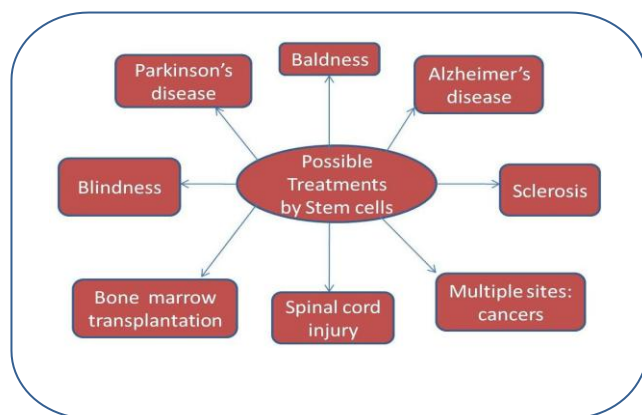 Baldness
Parkinson's
disease
Alzheimer's
disease
Possible
Treatments
by Stem cells
Blindness
Sclerosis
Bone marrow
transplantation
Spinal cord
injury
Multiple sites:
cancers